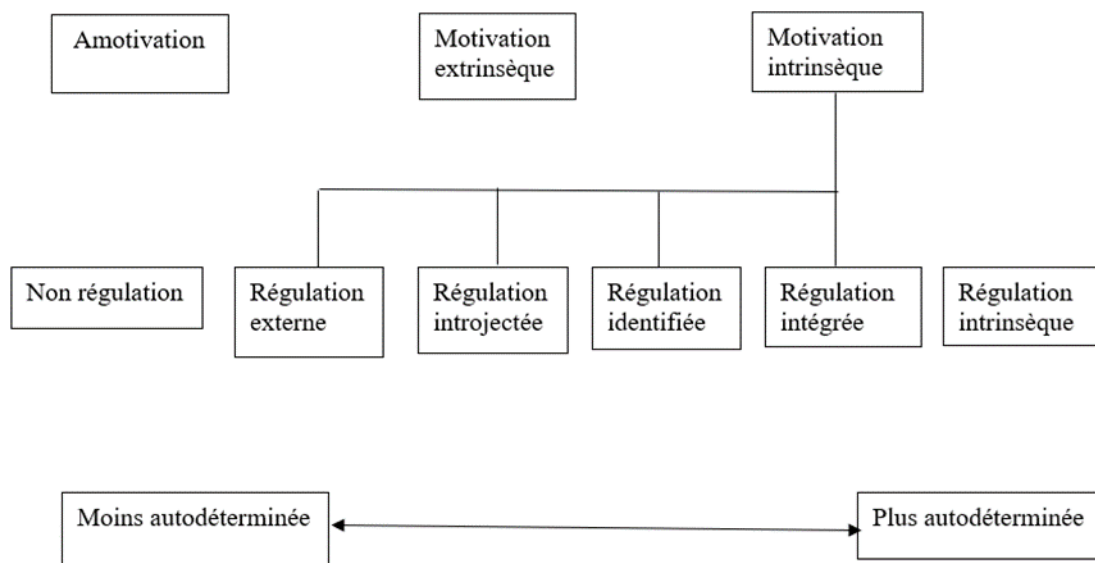 Amotivation
Motivation
extrinsèque
Motivation
intrinsèque
Non régulation
Régulation
externe
Régulation
introjectée
Régulation
identifiée
Régulation
intégrée
Régulation
intrinsèque
Moins autodéterminée
Plus autodéterminée